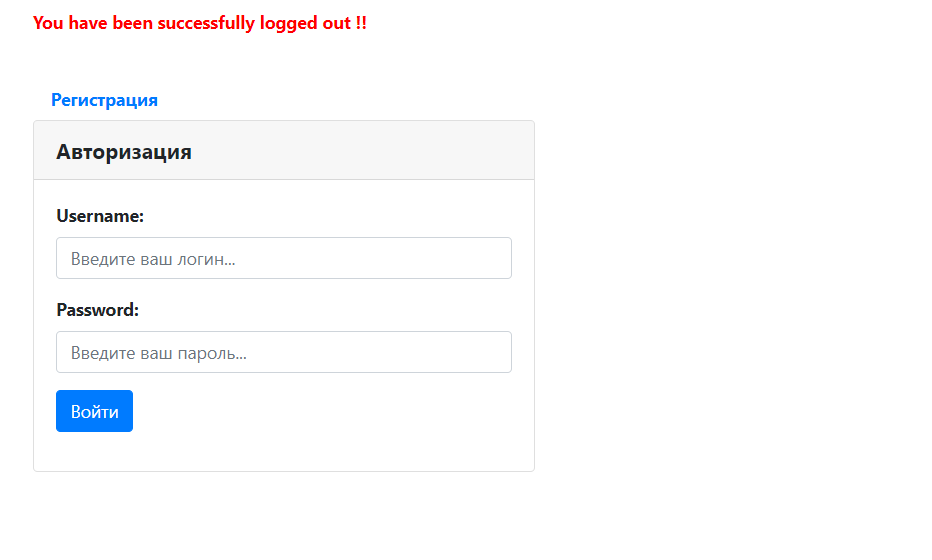 You have been successfully logged out !!
Регистрация
Авторизация
Username:
Введите ваш логин...
Password:
Введите ваш пароль...
Войти